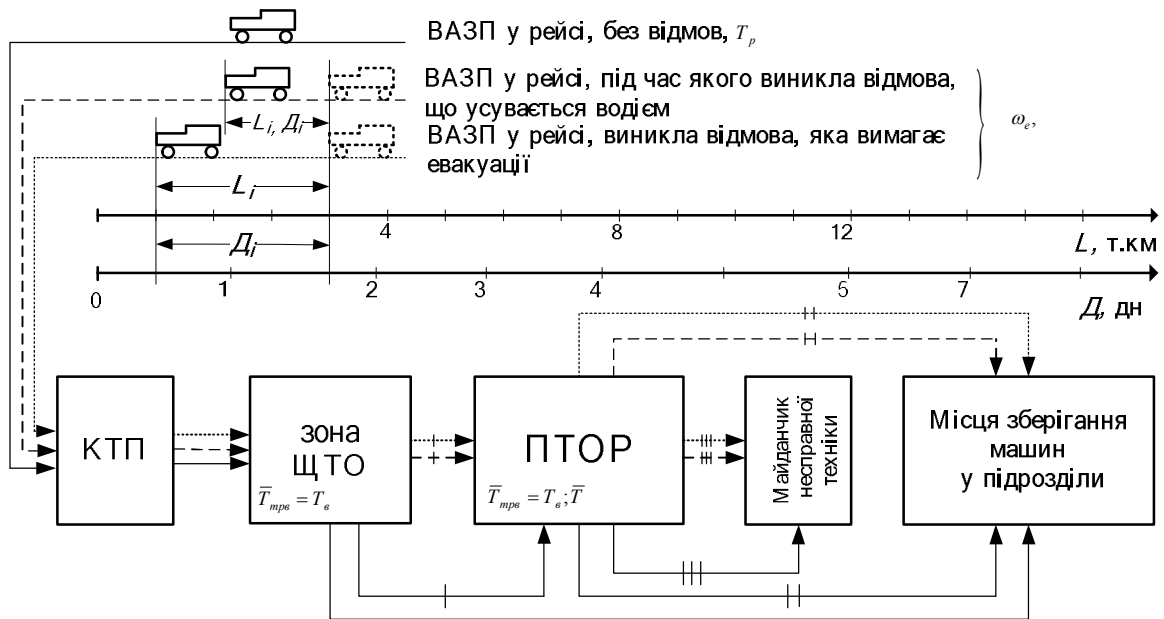 ВАЗП у рейсі, без відмов, Tр
ВАЗП у рейсі, під час якого виникла відмова,
що усувається водієм
Li, Дi
ωe,
ВАЗП у рейсі, виникла відмова, яка вимагає
евакуації
Li
4 8 12
L, т.км
Дi
0 1 2 3 4 5 7
Д, дн
КТП
зона
ЩТО
T̅трв = Tв
ПТОР
T̅трв = Tв; T̅
Майданчик
несправної
техніки
Місця зберігання
машин
у підрозділи